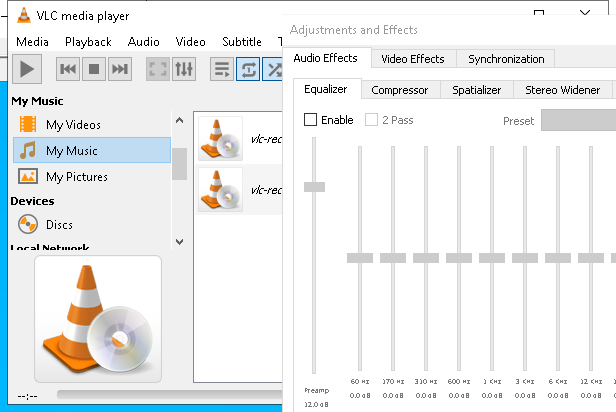 VLC media player
Media Playback Audio Video Subtitle
My Music
My Videos
My Music
My Pictures
Devices
Discs
Local Network
vlc-rec
vlc-rec
--:--
Adjustments and Effects
Audio Effects Video Effects Synchronization
Equalizer Compressor Spatializer Stereo Widener
Enable 2 Pass Preset
60 Hz 170 Hz 310 Hz 600 Hz 1 KHz 3 KHz 6 KHz 12 KHz
Preamp 0.0 dB 0.0 dB 0.0 dB 0.0 dB 0.0 dB 0.0 dB 0.0 dB 0.0 dB
12.0 dB